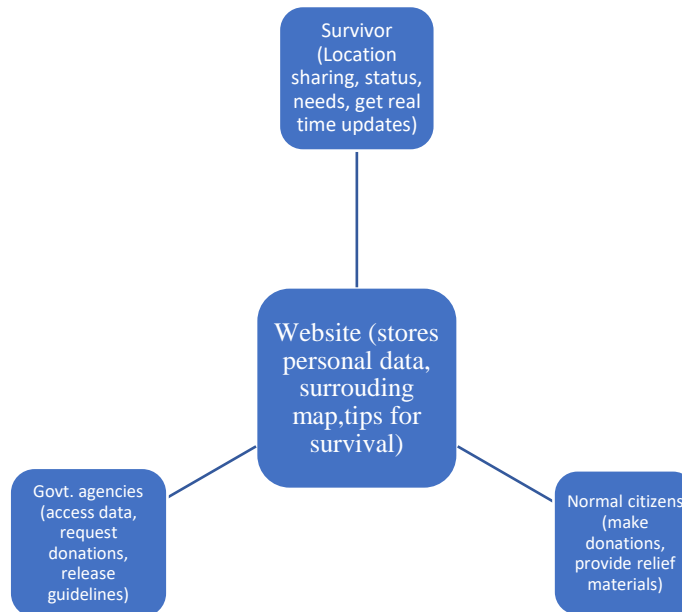 Survivor
(Location
sharing, status,
needs, get real
time updates)
Website (stores
personal data,
surrouding
map,tips for
survival)
Govt. agencies
(access data,
request
donations,
release
guidelines)
Normal citizens
(make
donations,
provide relief
materials)